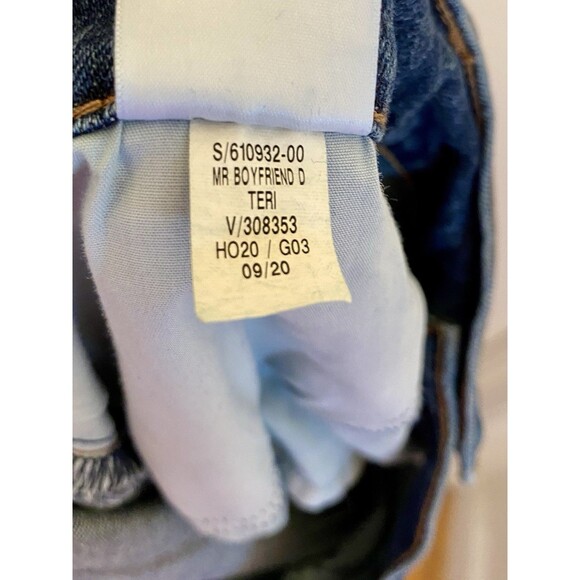 S/610932-00
MR BOYFRIEND D
TERI
V/308353
HO20 / G03
09/20